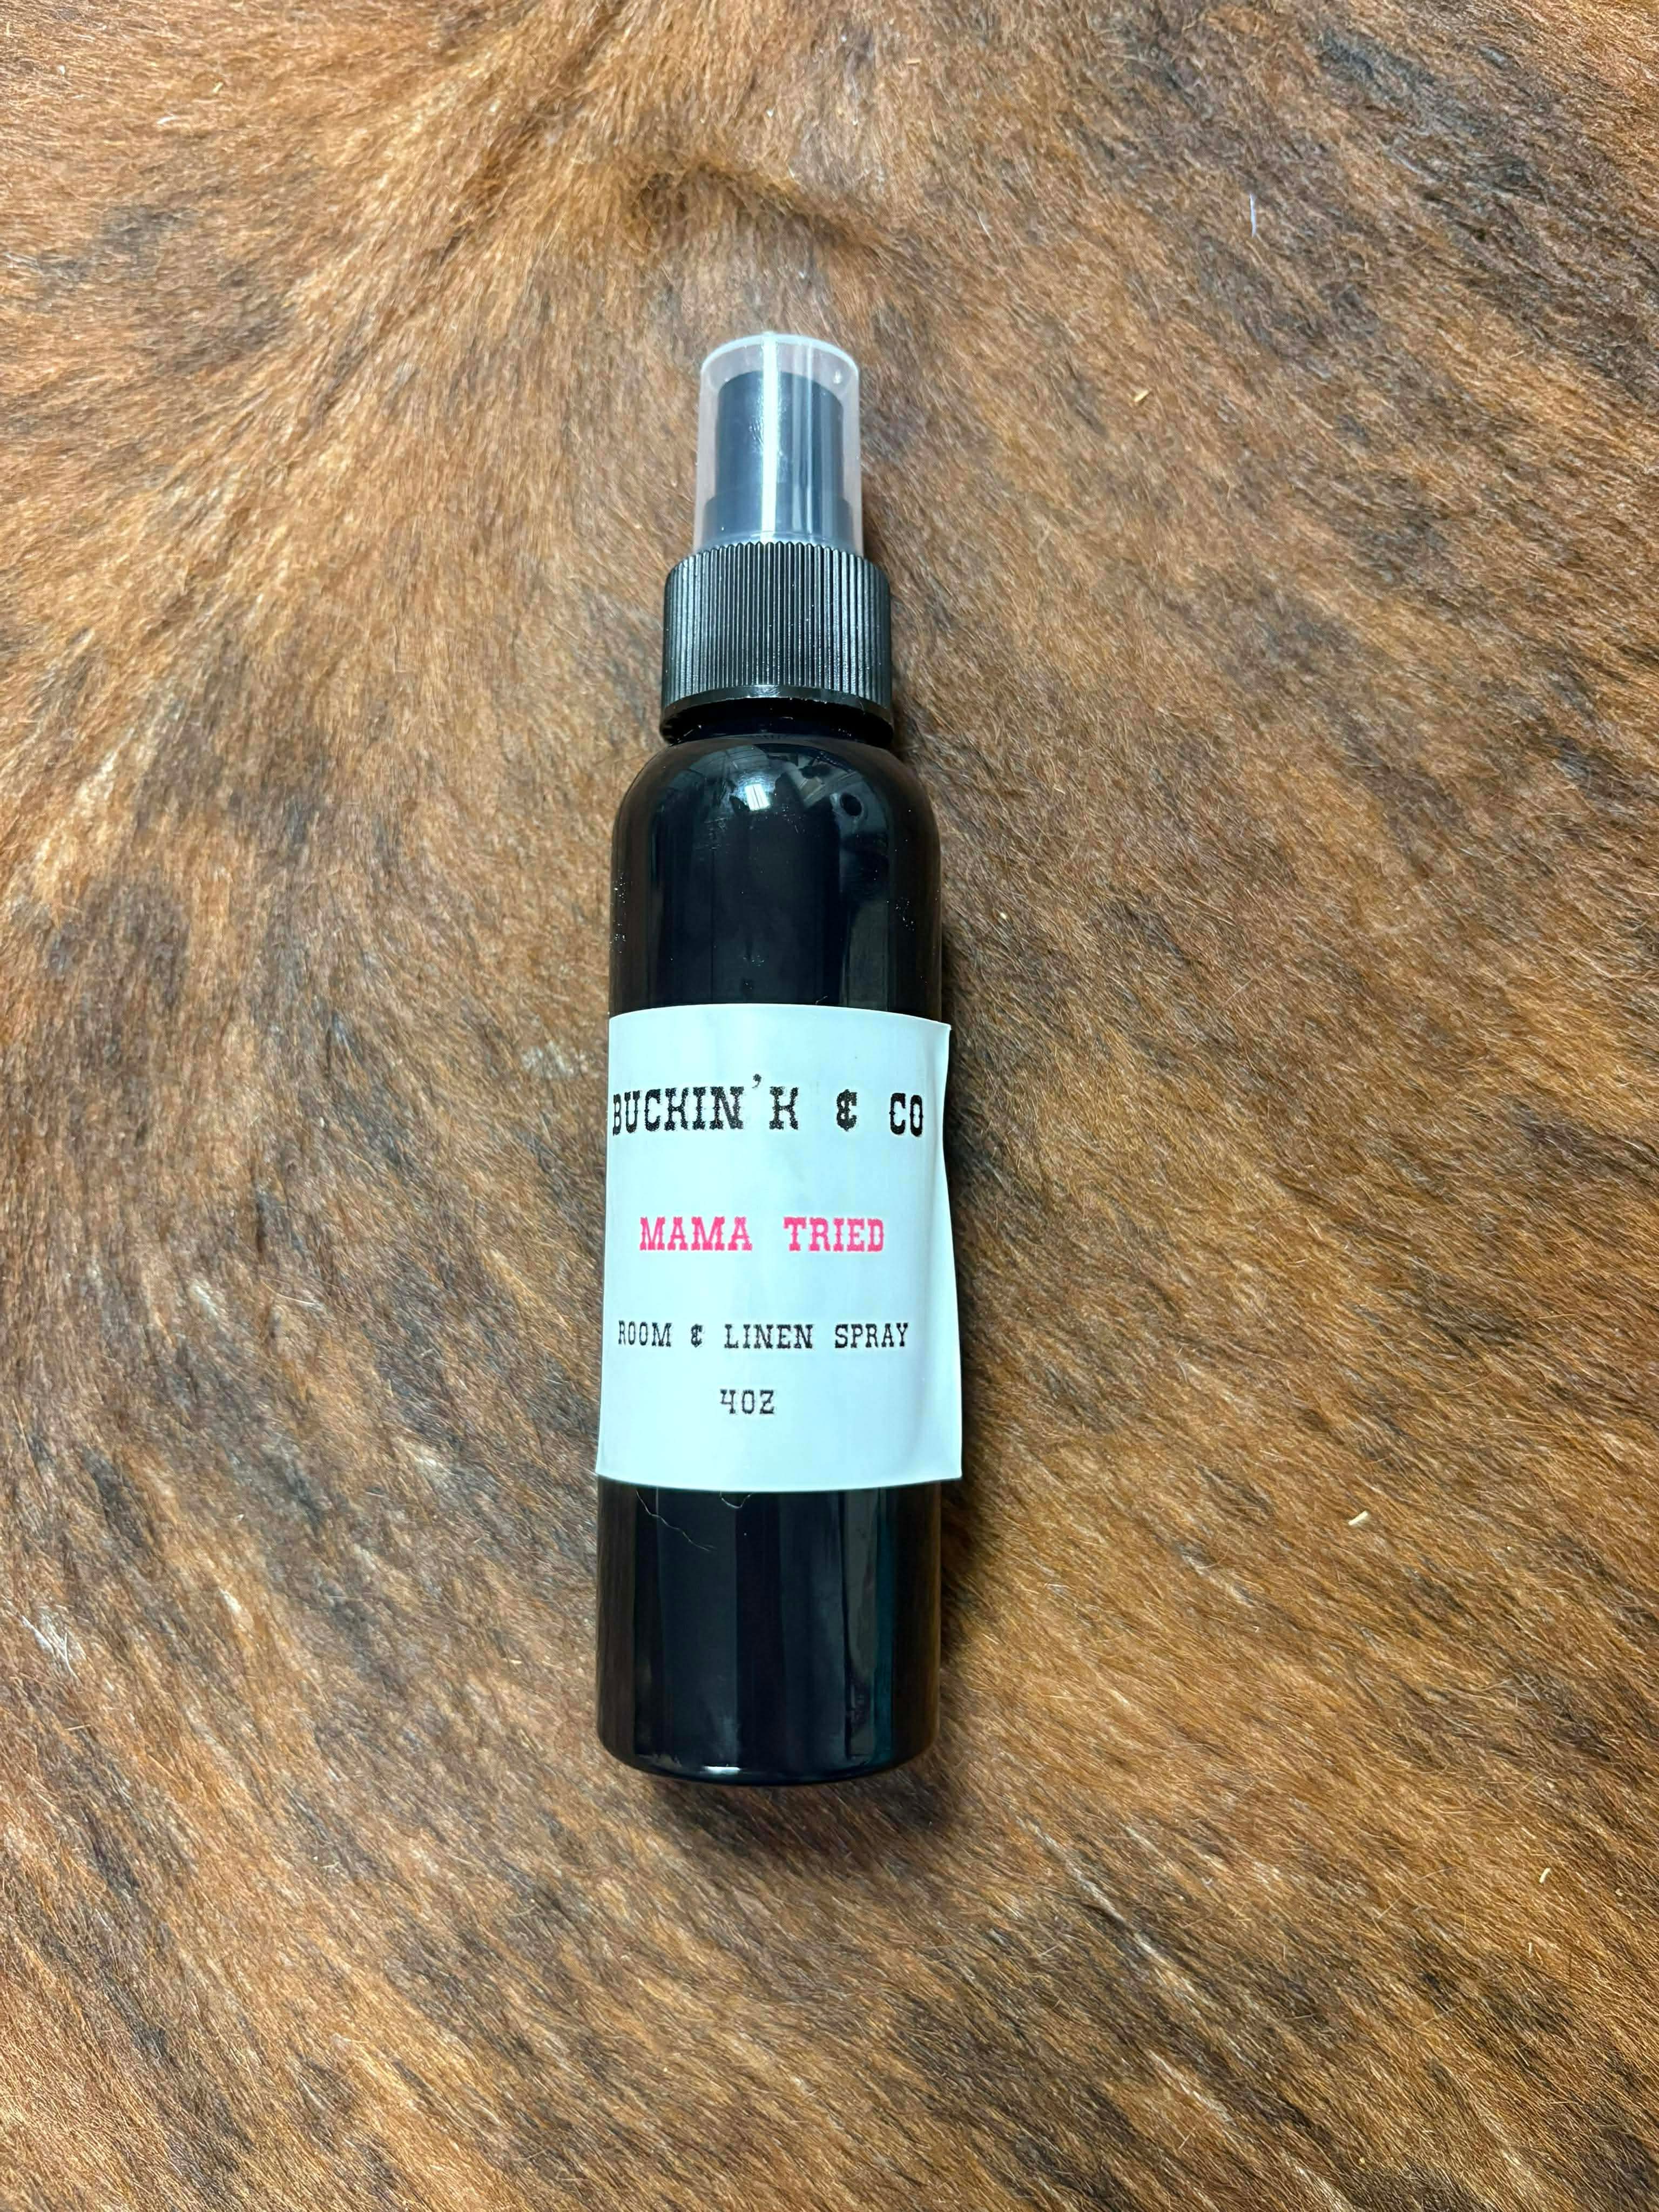 BUCKIN'K & CO
MAMA TRIED
ROOM & LINEN SPRAY
4OZ